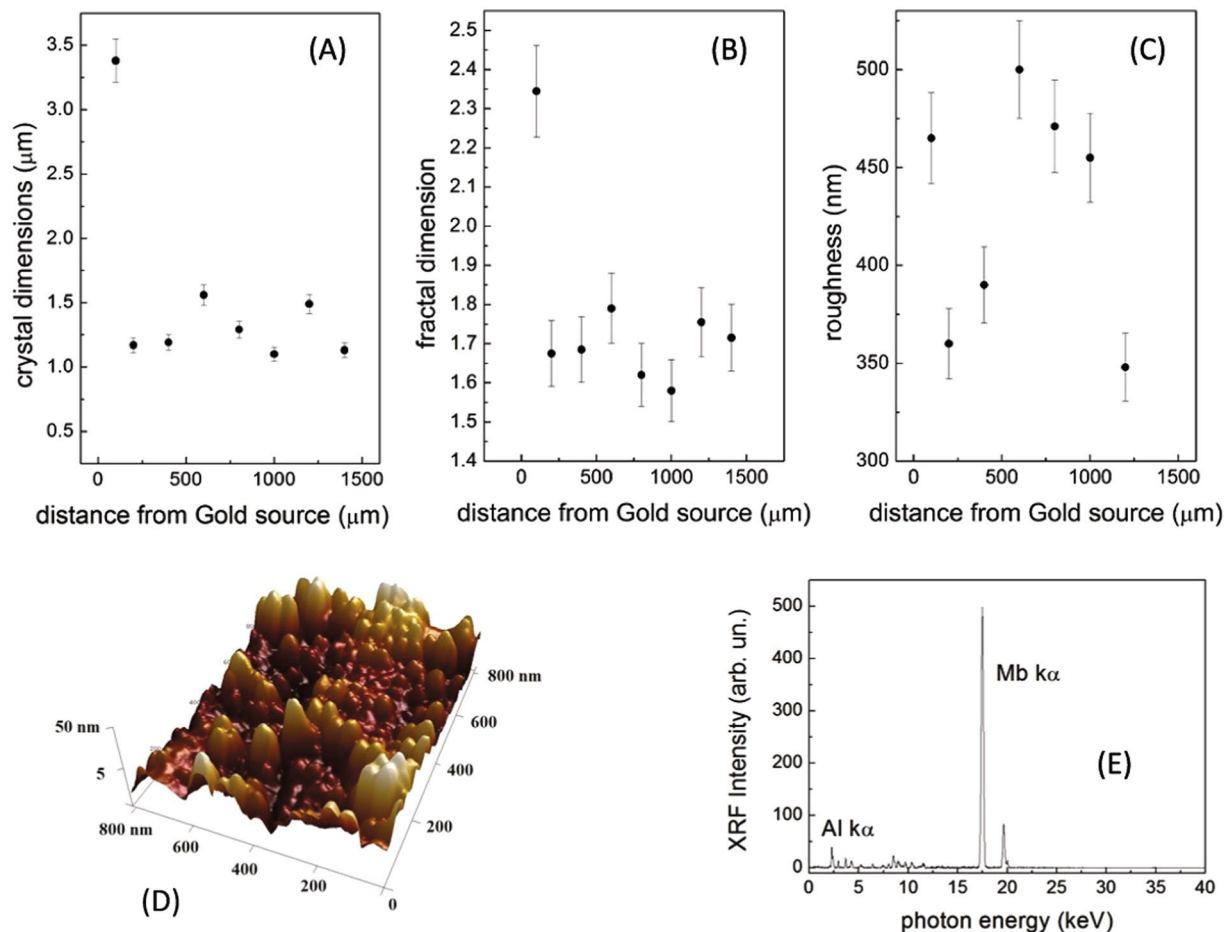 (A)
3.5
3.0
2.5
2.0
1.5
1.0
0.5
crystal dimensions (μm)
0 500 1000 1500
distance from Gold source (μm)
(B)
2.5
2.4
2.3
2.2
2.1
2.0
1.9
1.8
1.7
1.6
1.5
1.4
fractal dimension
0 500 1000 1500
distance from Gold source (μm)
(C)
500
450
400
350
300
roughness (nm)
0 500 1000 1500
distance from Gold source (μm)
50 nm
5
800 nm
600
400
200
0
200
400
600
800 nm
(D)
500
400
300
200
100
0
XRF Intensity (arb. un.)
Mb kα
(E)
Al kα
0 5 10 15 20 25 30 35 40
photon energy (keV)